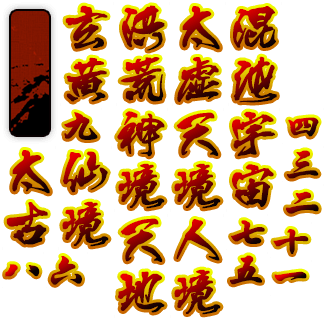 玄洪太混
黄荒虚沌
九神天宇四
太仙境境宙三
二
古境天人七十
八六地境五一